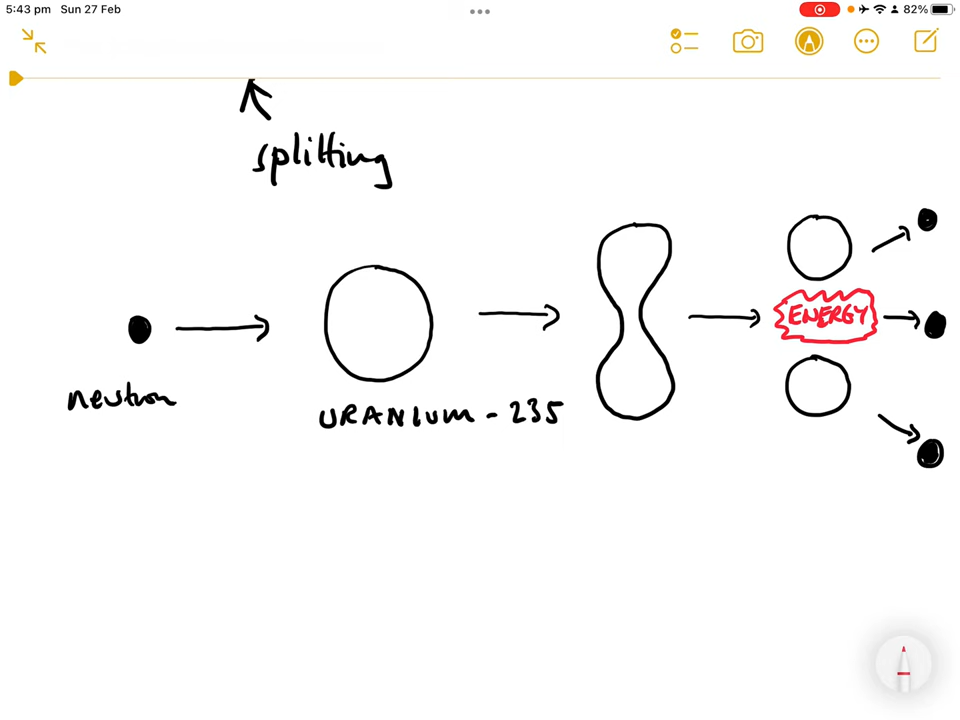 5:43 pm Sun 27 Feb
82%
splitting
ENERGY
neutron
URANIUM - 235